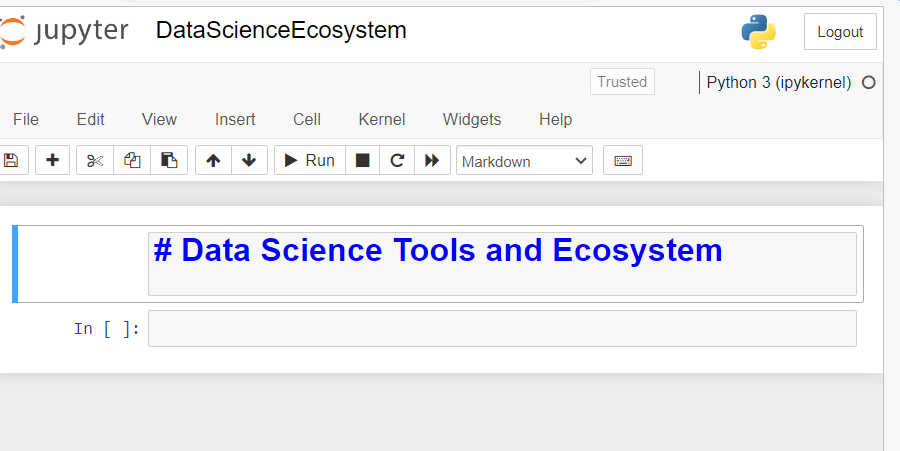 jupyter DataScienceEcosystem Logout
Trusted Python 3 (ipykernel)
File Edit View Insert Cell Kernel Widgets Help
Run Markdown
# Data Science Tools and Ecosystem
In [ ]: